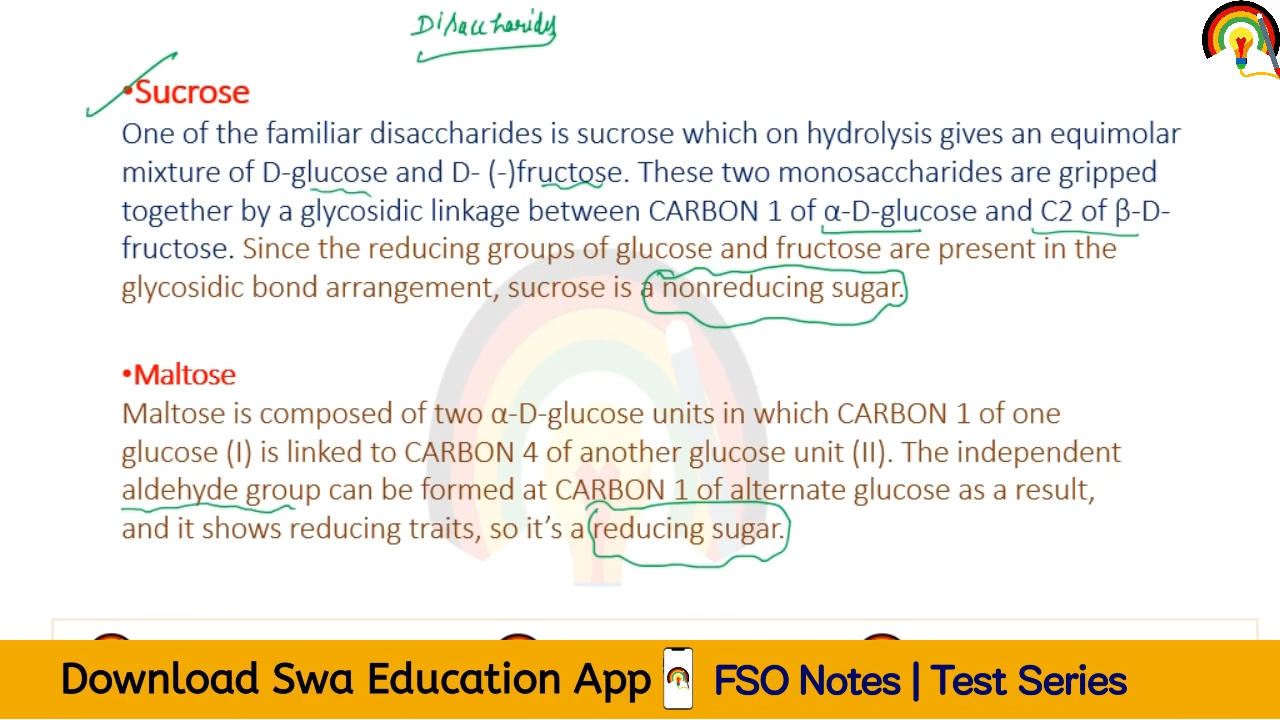 Disaccharides
•Sucrose
One of the familiar disaccharides is sucrose which on hydrolysis gives an equimolar
mixture of D-glucose and D- (-)fructose. These two monosaccharides are gripped
together by a glycosidic linkage between CARBON 1 of α-D-glucose and C2 of β-D-
fructose. Since the reducing groups of glucose and fructose are present in the
glycosidic bond arrangement, sucrose is a nonreducing sugar.
•Maltose
Maltose is composed of two α-D-glucose units in which CARBON 1 of one
glucose (I) is linked to CARBON 4 of another glucose unit (II). The independent
aldehyde group can be formed at CARBON 1 of alternate glucose as a result,
and it shows reducing traits, so it’s a reducing sugar.
Download Swa Education App FSO Notes | Test Series